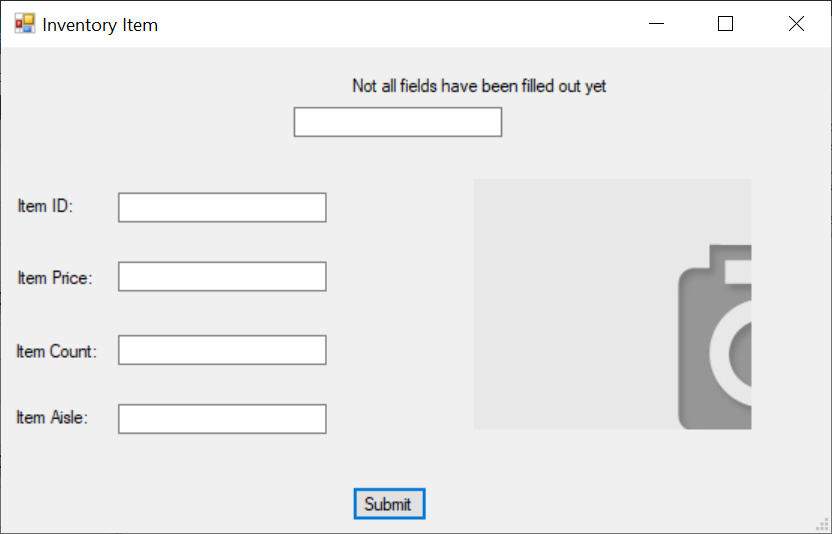 Inventory Item
Not all fields have been filled out yet
Item ID:
Item Price:
Item Count:
Item Aisle:
Submit